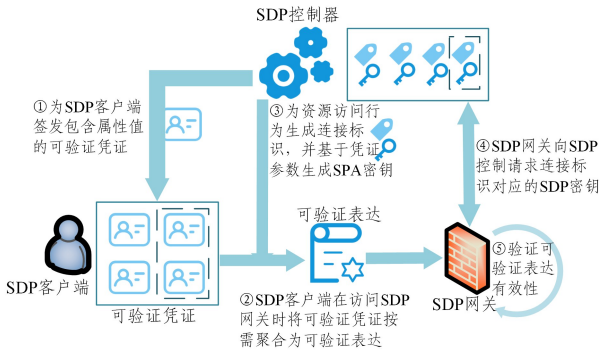 SDP控制器
①为SDP客户端
签发包含属性值
的可验证凭证
③为资源访问行
为生成连接标
识，并基于凭证
参数生成SPA密钥
④SDP网关向SDP
控制请求连接标
识对应的SDP密钥
可验证表达
SDP客户端
可验证凭证
②SDP客户端在访问SDP
网关时将可验证凭证按
需聚合为可验证表达
SDP网关
⑤验证可
验证表达
有效性